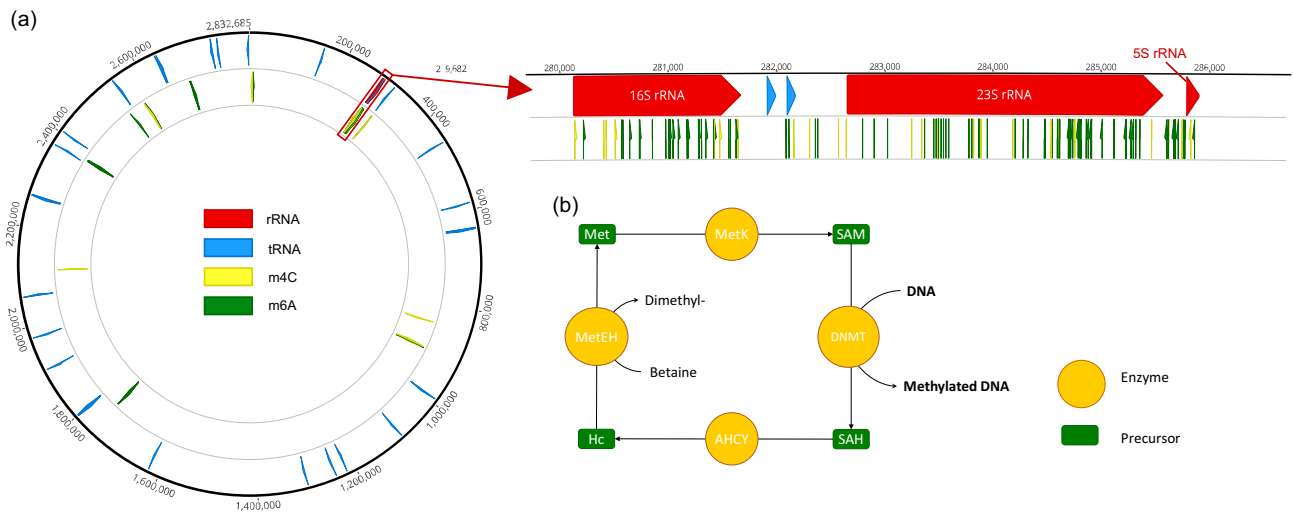 (a)
2,832,685
200,000
400,000
600,000
800,000
1,000,000
1,200,000
1,400,000
1,600,000
1,800,000
2,000,000
2,200,000
2,400,000
2,600,000
rRNA
tRNA
m4C
m6A
5S rRNA
280,000
281,000
282,000
283,000
284,000
285,000
286,000
16S rRNA
23S rRNA
(b)
Met
MetK
SAM
Dimethyl-
DNA
MetEH
DNMT
Betaine
Methylated DNA
Enzyme
Hc
AHCY
SAH
Precursor